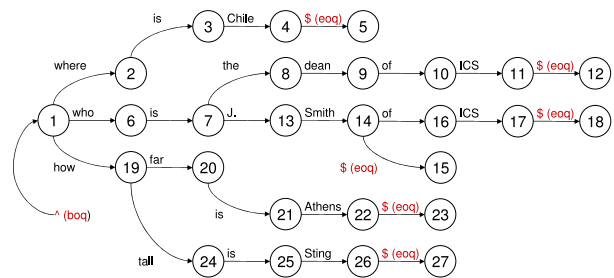 is Chile $ (eoq)
3 4 5
where the dean of ICS $ (eoq)
2 8 9 10 11 12
who is J. Smith of ICS $ (eoq)
1 6 7 13 14 16 17 18
how far $ (eoq)
19 20 15
^ (boq) is Athens $ (eoq)
21 22 23
tall is Sting $ (eoq)
24 25 26 27